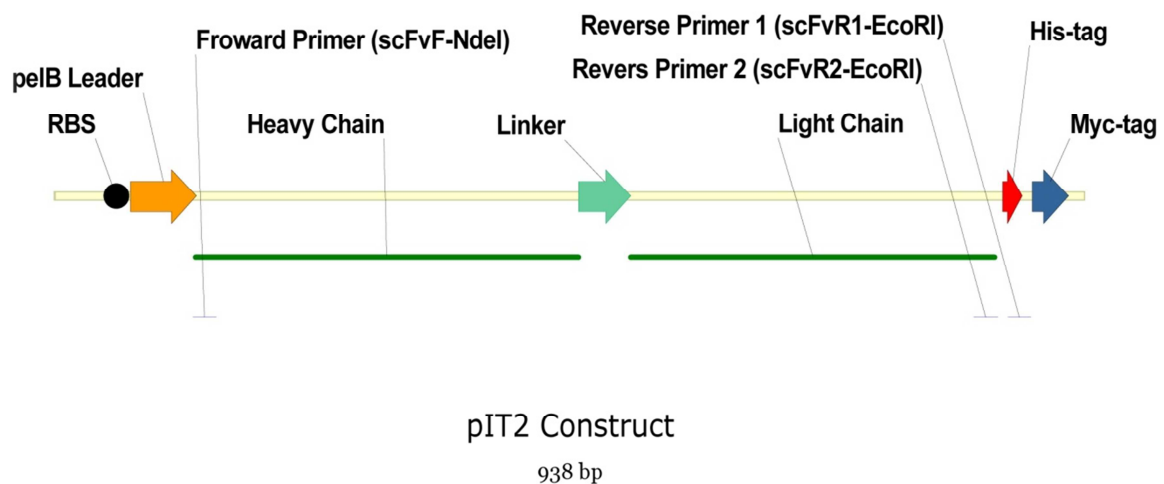 Froward Primer (scFvF-NdeI)
Reverse Primer 1 (scFvR1-EcoRI)
His-tag
pelB Leader
Revers Primer 2 (scFvR2-EcoRI)
RBS
Heavy Chain
Linker
Light Chain
Myc-tag
pIT2 Construct
938 bp